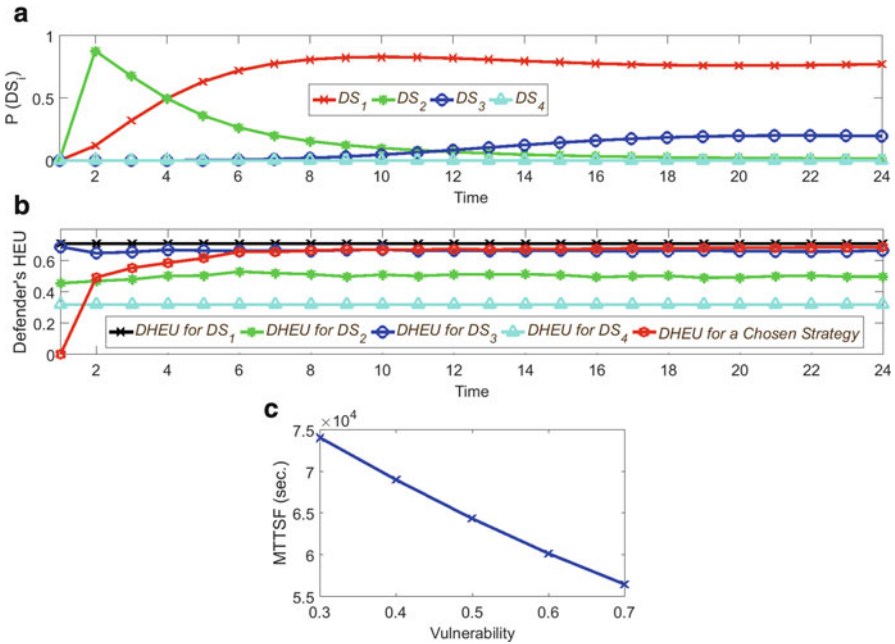 a
P (DS_i)
1
0.5
0
DS_1 DS_2 DS_3 DS_4
2 4 6 8 10 12 14 16 18 20 22 24
Time
b
Defender's HEU
0.6
0.4
0.2
0
DHEU for DS_1 DHEU for DS_2 DHEU for DS_3 DHEU for DS_4 DHEU for a Chosen Strategy
2 4 6 8 10 12 14 16 18 20 22 24
Time
c
×10^4
MTTSF (sec.)
7.5
7
6.5
6
5.5
0.3 0.4 0.5 0.6 0.7
Vulnerability